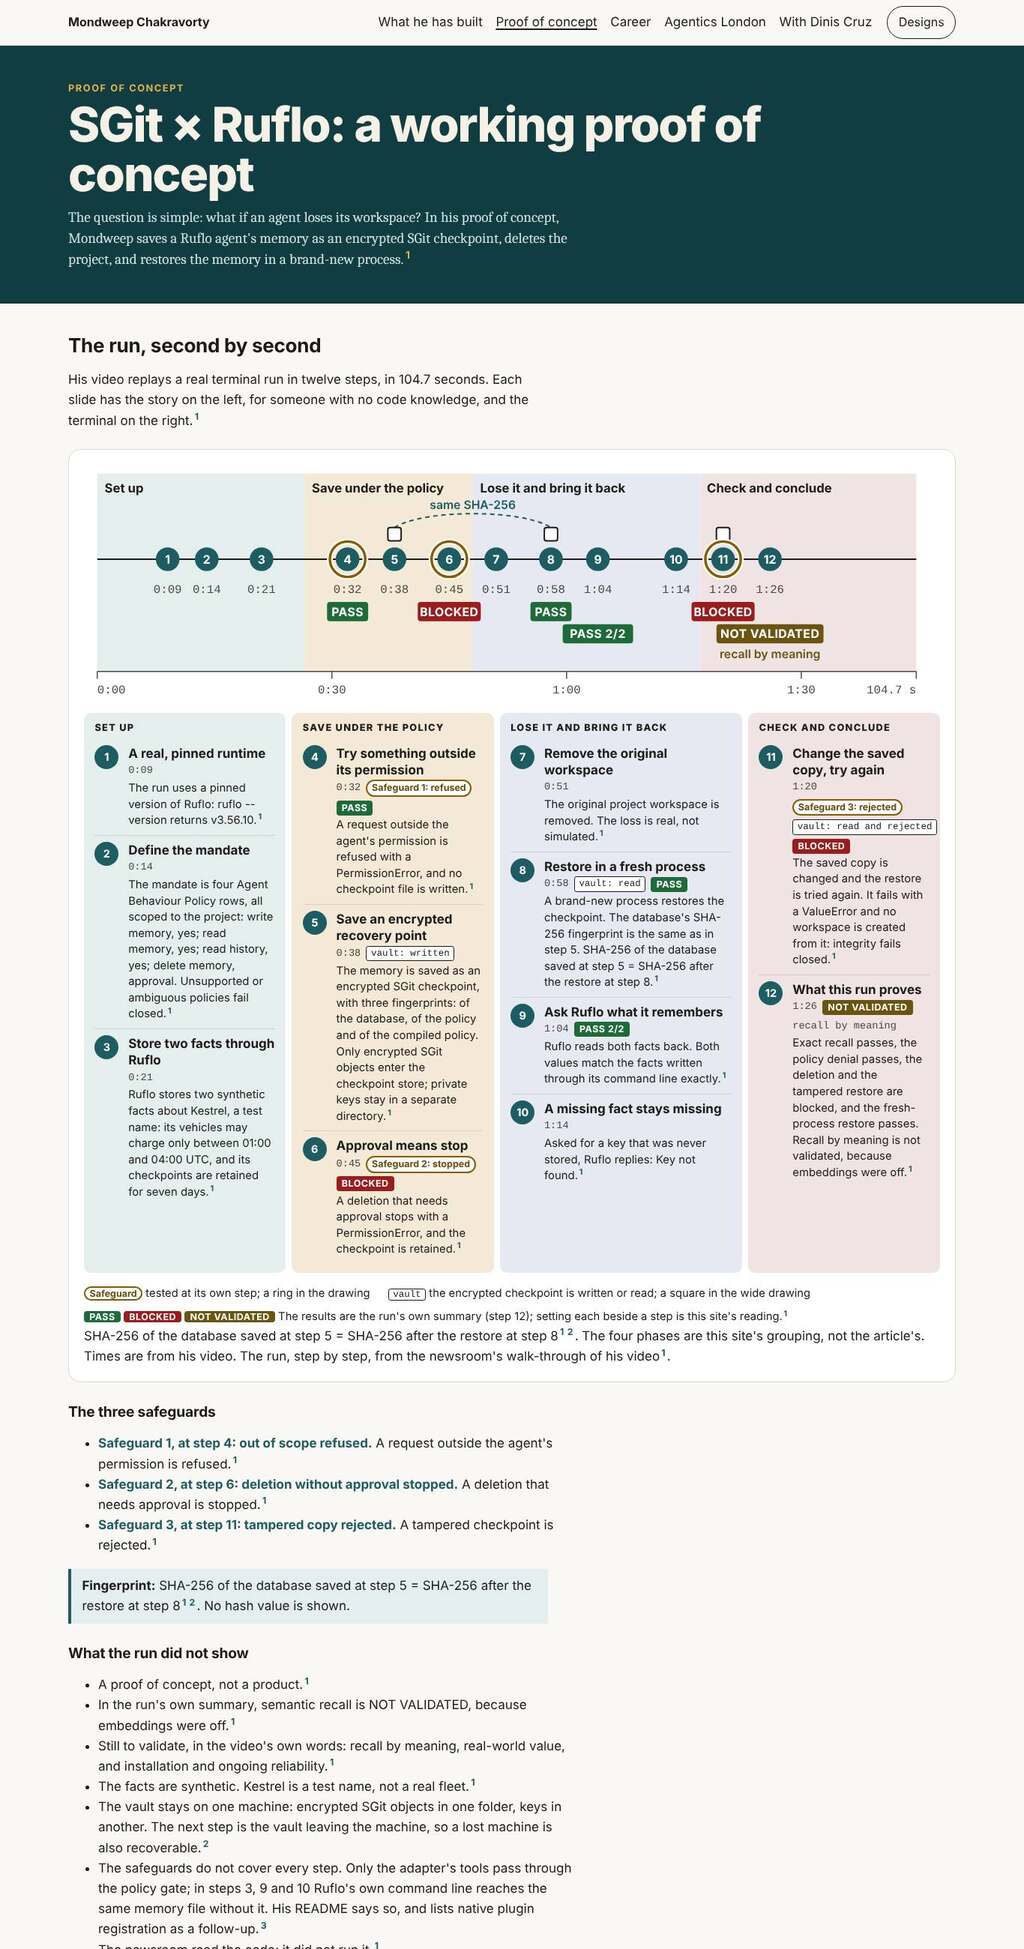 Mondweep Chakravorty
What he has built
Proof of concept
Career
Agentics London
With Dinis Cruz
Designs
PROOF OF CONCEPT
SGit × Ruflo: a working proof of
concept
The question is simple: what if an agent loses its workspace? In his proof of concept,
Mondweep saves a Ruflo agent's memory as an encrypted SGit checkpoint, deletes the
project, and restores the memory in a brand-new process. 1
The run, second by second
His video replays a real terminal run in twelve steps, in 104.7 seconds. Each
slide has the story on the left, for someone with no code knowledge, and the
terminal on the right. 1
Set up
Save under the policy
Lose it and bring it back
Check and conclude
same SHA-256
1 2 3 4 5 6 7 8 9 10 11 12
0:09 0:14 0:21 0:32 0:38 0:45 0:51 0:58 1:04 1:14 1:20 1:26
PASS
BLOCKED
PASS
BLOCKED
PASS 2/2
NOT VALIDATED
recall by meaning
0:00 0:30 1:00 1:30 104.7 s
SET UP
1
A real, pinned runtime
0:09
The run uses a pinned
version of Ruflo: ruflo --
version returns v3.56.10. 1
2
Define the mandate
0:14
The mandate is four Agent
Behaviour Policy rows, all
scoped to the project: write
memory, yes; read
memory, yes; read history,
yes; delete memory,
approval. Unsupported or
ambiguous policies fail
closed. 1
3
Store two facts through
Ruflo
0:21
Ruflo stores two synthetic
facts about Kestrel, a test
name: its vehicles may
charge only between 01:00
and 04:00 UTC, and its
checkpoints are retained
for seven days. 1
SAVE UNDER THE POLICY
4
Try something outside
its permission
0:32 Safeguard 1: refused
PASS
A request outside the
agent's permission is
refused with a
PermissionError, and no
checkpoint file is written. 1
5
Save an encrypted
recovery point
0:38 vault: written
The memory is saved as an
encrypted SGit checkpoint,
with three fingerprints: of
the database, of the policy
and of the compiled policy.
Only encrypted SGit
objects enter the
checkpoint store; private
keys stay in a separate
directory. 1
6
Approval means stop
0:45 Safeguard 2: stopped
BLOCKED
A deletion that needs
approval stops with a
PermissionError, and the
checkpoint is retained. 1
LOSE IT AND BRING IT BACK
7
Remove the original
workspace
0:51
The original project workspace is
removed. The loss is real, not
simulated. 1
8
Restore in a fresh process
0:58 vault: read PASS
A brand-new process restores the
checkpoint. The database's SHA-
256 fingerprint is the same as in
step 5. SHA-256 of the database
saved at step 5 = SHA-256 after
the restore at step 8. 1
9
Ask Ruflo what it remembers
1:04 PASS 2/2
Ruflo reads both facts back. Both
values match the facts written
through its command line exactly. 1
10
A missing fact stays missing
1:14
Asked for a key that was never
stored, Ruflo replies: Key not
found. 1
CHECK AND CONCLUDE
11
Change the saved
copy, try again
1:20
Safeguard 3: rejected
vault: read and rejected
BLOCKED
The saved copy is
changed and the restore
is tried again. It fails with
a ValueError and no
workspace is created
from it: integrity fails
closed. 1
12
What this run proves
1:26 NOT VALIDATED
recall by meaning
Exact recall passes, the
policy denial passes, the
deletion and the
tampered restore are
blocked, and the fresh-
process restore passes.
Recall by meaning is not
validated, because
embeddings were off. 1
Safeguard tested at its own step; a ring in the drawing
vault the encrypted checkpoint is written or read; a square in the wide drawing
PASS BLOCKED NOT VALIDATED The results are the run's own summary (step 12); setting each beside a step is this site's reading. 1
SHA-256 of the database saved at step 5 = SHA-256 after the restore at step 8 1 2. The four phases are this site's grouping, not the article's.
Times are from his video. The run, step by step, from the newsroom's walk-through of his video 1.
The three safeguards
• Safeguard 1, at step 4: out of scope refused. A request outside the agent's
permission is refused. 1
• Safeguard 2, at step 6: deletion without approval stopped. A deletion that
needs approval is stopped. 1
• Safeguard 3, at step 11: tampered copy rejected. A tampered checkpoint is
rejected. 1
Fingerprint: SHA-256 of the database saved at step 5 = SHA-256 after the
restore at step 8 1 2. No hash value is shown.
What the run did not show
• A proof of concept, not a product. 1
• In the run's own summary, semantic recall is NOT VALIDATED, because
embeddings were off. 1
• Still to validate, in the video's own words: recall by meaning, real-world value,
and installation and ongoing reliability. 1
• The facts are synthetic. Kestrel is a test name, not a real fleet. 1
• The vault stays on one machine: encrypted SGit objects in one folder, keys in
another. The next step is the vault leaving the machine, so a lost machine is
also recoverable. 2
• The safeguards do not cover every step. Only the adapter's tools pass through
the policy gate; in steps 3, 9 and 10 Ruflo's own command line reaches the
same memory file without it. His README says so, and lists native plugin
registration as a follow-up. 3
The newsroom read the code; it did not run it. 1